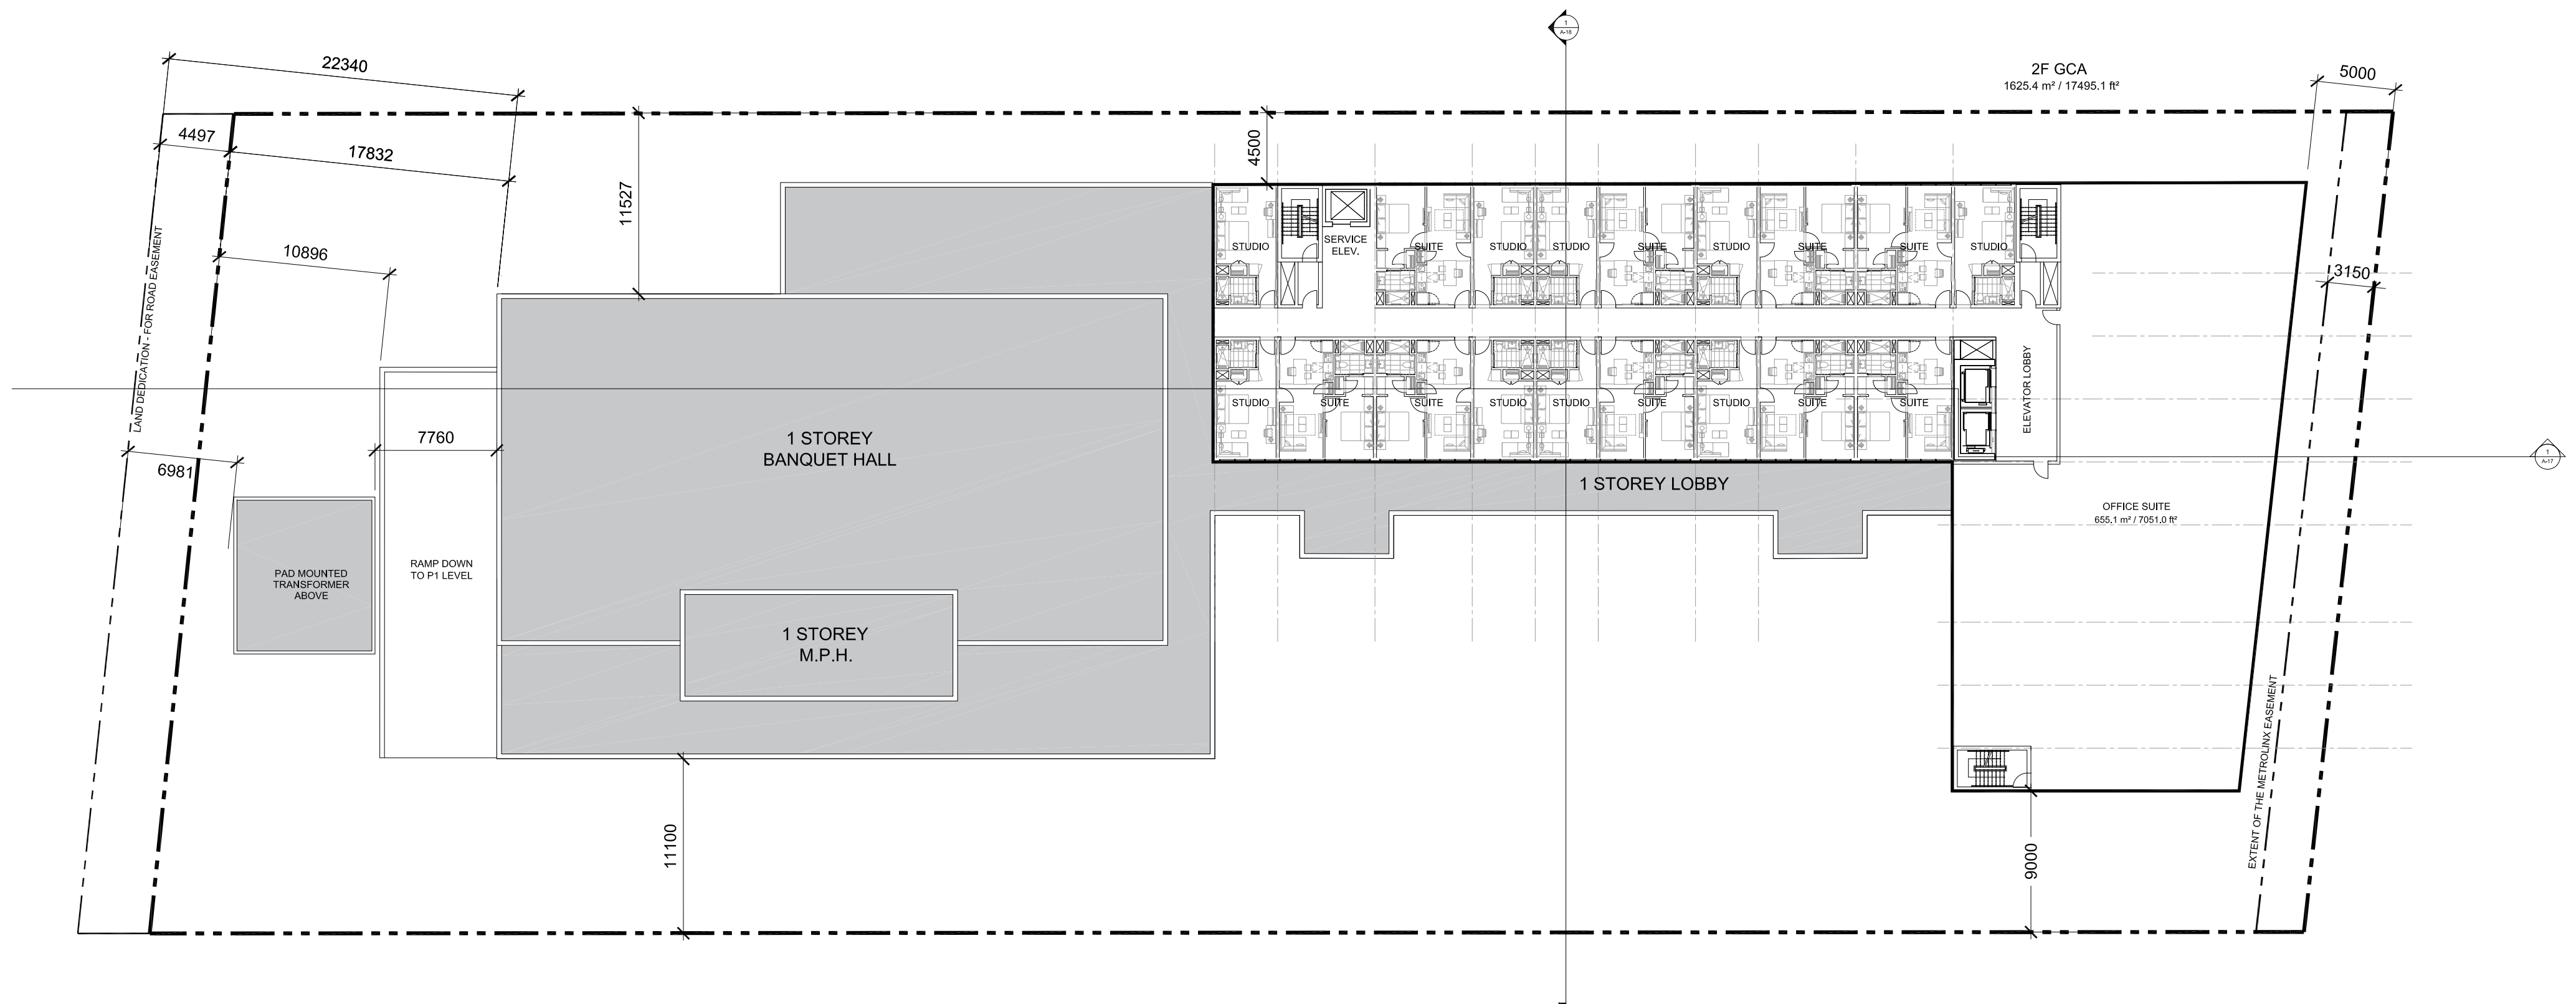 1
A-18
2F GCA
1625.4 m² / 17495.1 ft²
22340
5000
4497
17832
4500
11527
10896
3150
LAND DEDICATION - FOR ROAD EASEMENT
STUDIO
SERVICE
ELEV.
SUITE
STUDIO
STUDIO
SUITE
STUDIO
SUITE
SUITE
STUDIO
STUDIO
SUITE
SUITE
STUDIO
STUDIO
SUITE
STUDIO
SUITE
SUITE
ELEVATOR LOBBY
7760
6981
1 STOREY
BANQUET HALL
1
A-17
1 STOREY LOBBY
OFFICE SUITE
655.1 m² / 7051.0 ft²
PAD MOUNTED
TRANSFORMER
ABOVE
RAMP DOWN
TO P1 LEVEL
1 STOREY
M.P.H.
EXTENT OF THE METROLINX EASEMENT
11100
9000